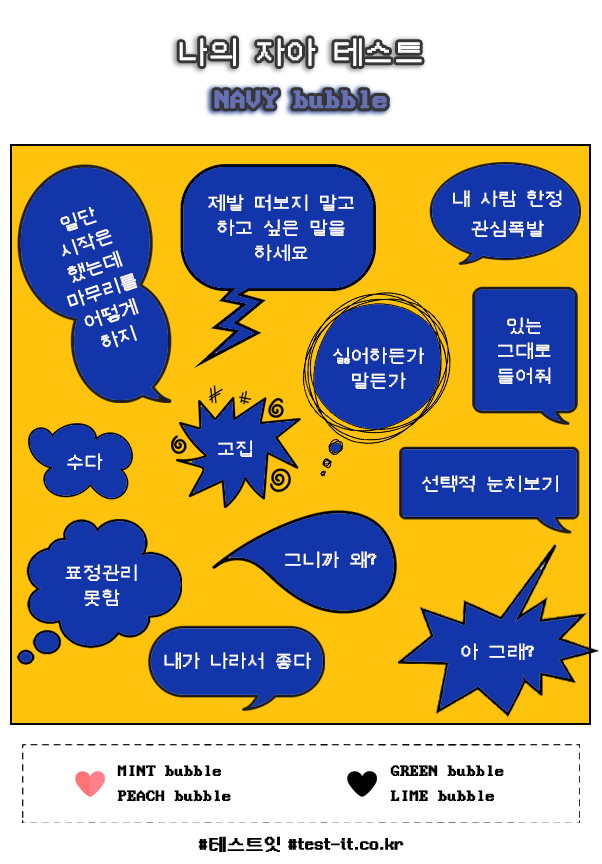 나의 자아 테스트
NAVY bubble
일단
시작은
했는데
마무리를
어떻게
하지
제발 떠보지 말고
하고 싶은 말을
하세요
내 사람 한정
관심폭발
싫어하든가
말든가
있는
그대로
들어줘
수다
고집
선택적 눈치보기
표정관리
못함
그니까 왜?
내가 나라서 좋다
아 그래?
MINT bubble
PEACH bubble
GREEN bubble
LIME bubble
#테스트잇 #test-it.co.kr